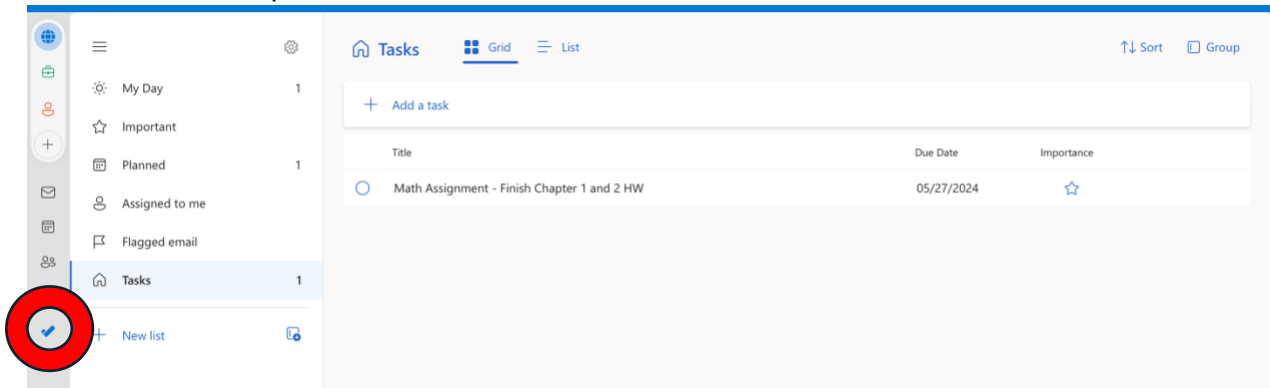 Tasks
Grid
List
Sort
Group
My Day 1
Important
Planned 1
Assigned to me
Flagged email
Tasks 1
New list
Add a task
Title Due Date Importance
Math Assignment - Finish Chapter 1 and 2 HW 05/27/2024